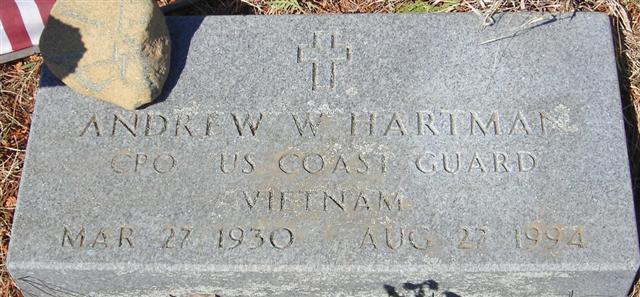 ANDREW W HARTMAN
CPO US COAST GUARD
VIETNAM
MAR 27 1930 AUG 27 1994